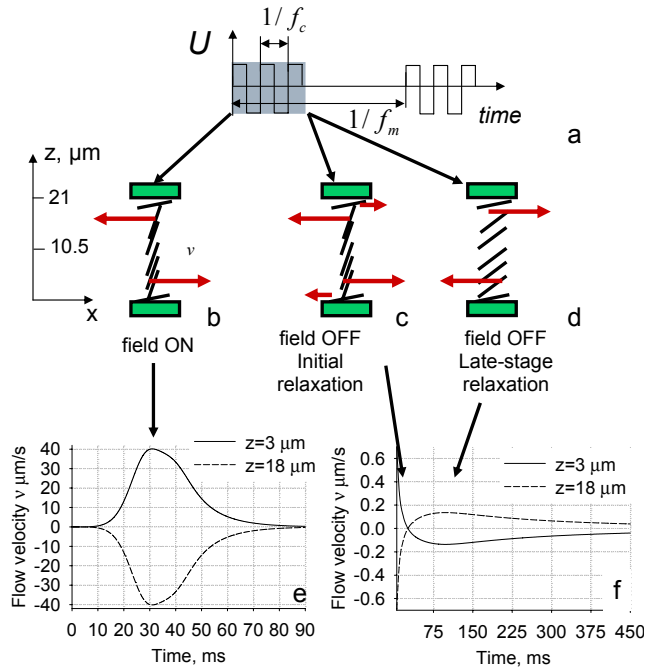 1/ f_c
U
time
1/ f_m
a
z, µm
21
10.5
v
x
b
c
d
field ON
field OFF
Initial
relaxation
field OFF
Late-stage
relaxation
z=3 µm
z=18 µm
Flow velocity ν µm/s
40
30
20
10
0
-10
-20
-30
-40
e
0 10 20 30 40 50 60 70 80 90
Time, ms
z=3 µm
z=18 µm
Flow velocity ν µm/s
0.6
0.4
0.2
0.0
-0.2
-0.4
-0.6
f
75 150 225 300 375 450
Time, ms